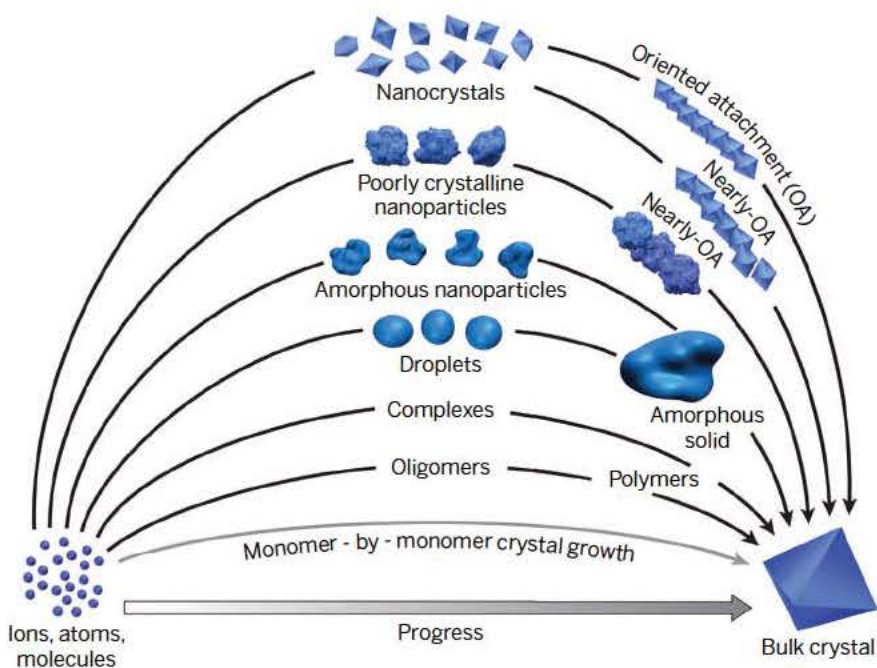 Nanocrystals
Oriented attachment (OA)
Poorly crystalline
nanoparticles
Nearly-OA
Nearly-OA
Amorphous nanoparticles
Droplets
Amorphous
solid
Complexes
Oligomers
Polymers
Monomer - by - monomer crystal growth
Ions, atoms,
molecules
Progress
Bulk crystal